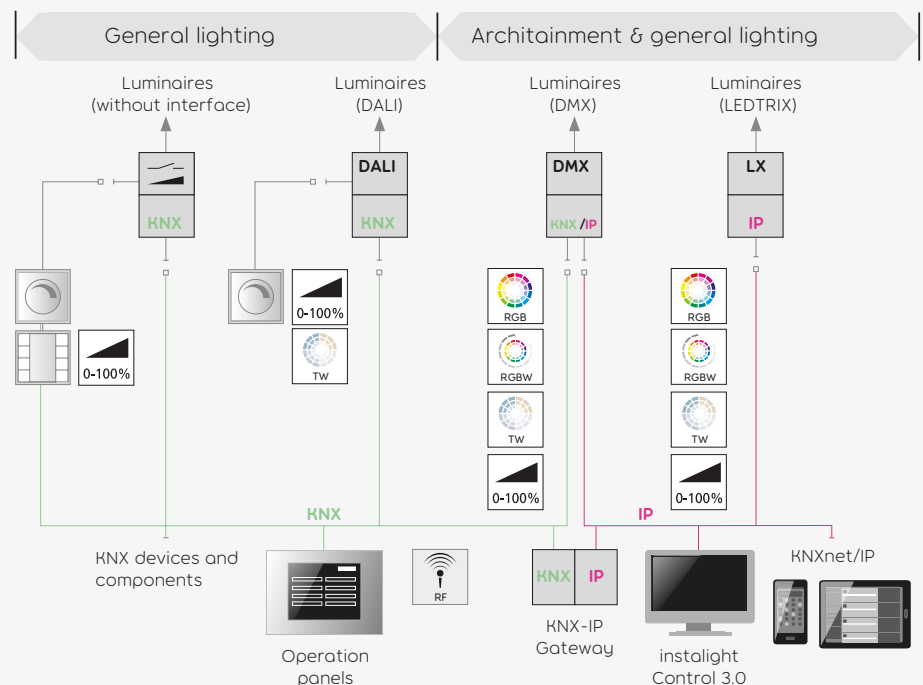 General lighting
Architainment & general lighting
Luminaires
(without interface)
Luminaires
(DALI)
Luminaires
(DMX)
Luminaires
(LEDTRIX)
KNX
DALI
KNX
DMX
KNX /IP
LX
IP
0-100%
0-100%
TW
RGB
RGBW
TW
0-100%
RGB
RGBW
TW
0-100%
KNX
IP
KNX devices and
components
Operation
panels
RF
KNX IP
KNX-IP
Gateway
instalight
Control 3.0
KNXnet/IP